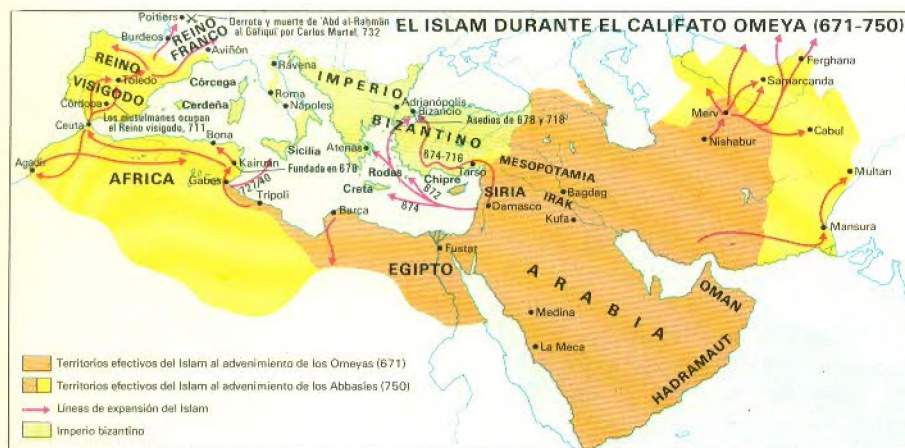 EL ISLAM DURANTE EL CALIFATO OMEYA (671-750)
Poitiers
Derrota y muerte de 'Abd al-Rahmān
al Gāfiqui por Carlos Martel, 732
Burdeos
REINO
FRANCO
Aviñón
REINO
VISIGODO
Toledo
Córdoba
Los musulmanes ocupan
el Reino visigodo, 711
Ceuta
Agadir
Córcega
Cerdeña
Rávena
Roma
Nápoles
Sicilia
Bona
Kairuán
Fundada en 670
Gabes
727/40
Trípoli
AFRICA
IMPERIO
BIZANTINO
Adrianópolis
Bizancio
Asedios de 678 y 718
Atenas
674-716
Rodas
Chipre
672
Creta
674
Tarso
MESOPOTAMIA
SIRIA
Damasco
IRAK
Bagdag
Kufa
Barca
Fustat
EGIPTO
ARABIA
Medina
La Meca
OMAN
HADRAMAUT
Ferghana
Samarcanda
Merv
Nishabur
Cabul
Multan
Mansura
Territorios efectivos del Islam al advenimiento de los Omeyas (671)
Territorios efectivos del Islam al advenimiento de los Abbasíes (750)
Líneas de expansión del Islam
Imperio bizantino